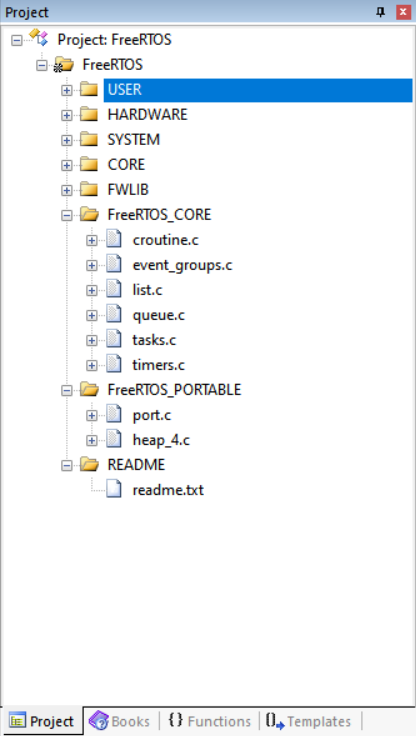 Project
Project: FreeRTOS
FreeRTOS
USER
HARDWARE
SYSTEM
CORE
FWLIB
FreeRTOS_CORE
croutine.c
event_groups.c
list.c
queue.c
tasks.c
timers.c
FreeRTOS_PORTABLE
port.c
heap_4.c
README
readme.txt
Project Books {} Functions 0 Templates